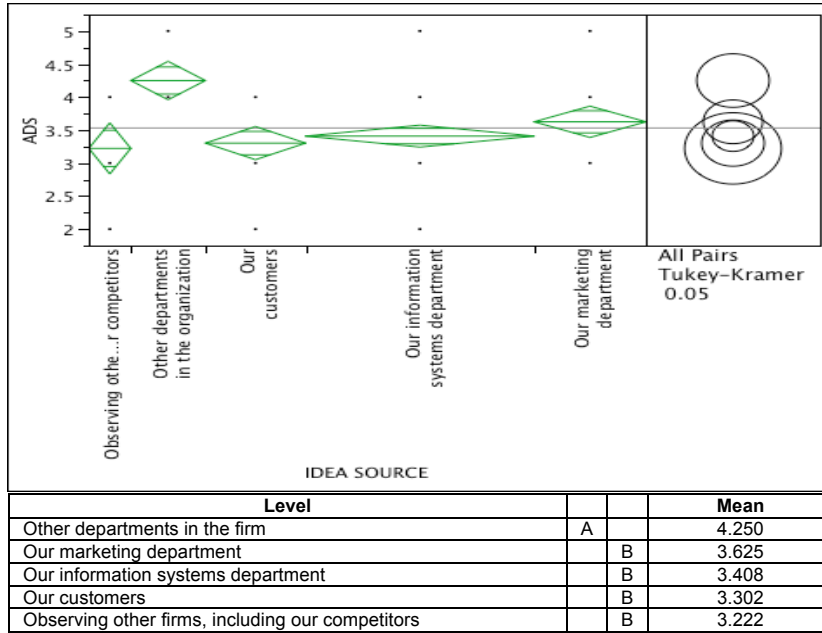 5
4.5
4
3.5
3
2.5
2
ADS
Observing othe...r competitors
Other departments
in the organization
Our
customers
Our information
systems department
Our marketing
department
All Pairs
Tukey-Kramer
0.05
IDEA SOURCE
Level Mean
Other departments in the firm A 4.250
Our marketing department B 3.625
Our information systems department B 3.408
Our customers B 3.302
Observing other firms, including our competitors B 3.222